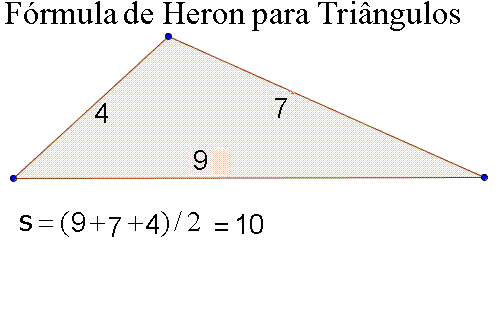 Fórmula de Heron para Triângulos
4
7
9
s = (9+7+4)/2 = 10